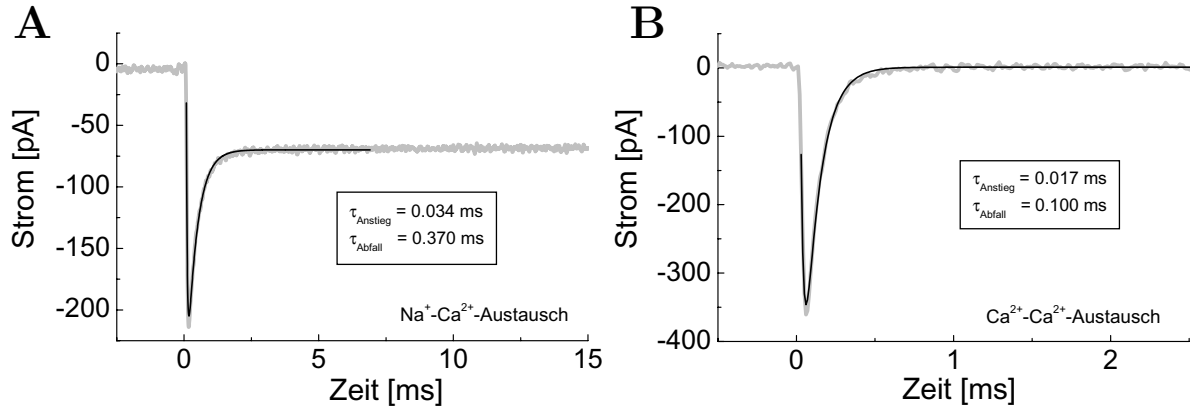 A
Strom [pA]
0
-50
-100
-150
-200
τAnstieg = 0.034 ms
τAbfall = 0.370 ms
Na⁺-Ca²⁺-Austausch
0
5
10
15
Zeit [ms]
B
Strom [pA]
0
-100
-200
-300
-400
τAnstieg = 0.017 ms
τAbfall = 0.100 ms
Ca²⁺-Ca²⁺-Austausch
0
1
2
Zeit [ms]